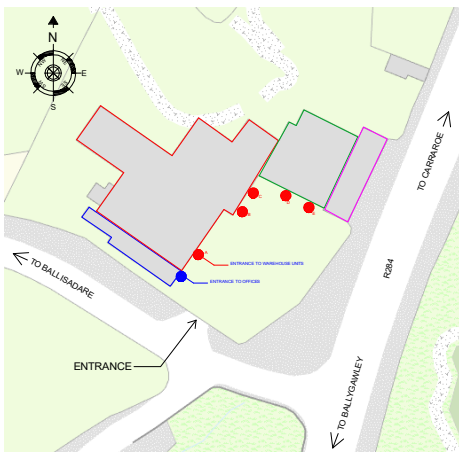 N
W
E
S
TO CARRAROE
R284
ENTRANCE TO WAREHOUSE UNITS
ENTRANCE TO OFFICES
TO BALLISADARE
ENTRANCE
TO BALLYGAWLEY